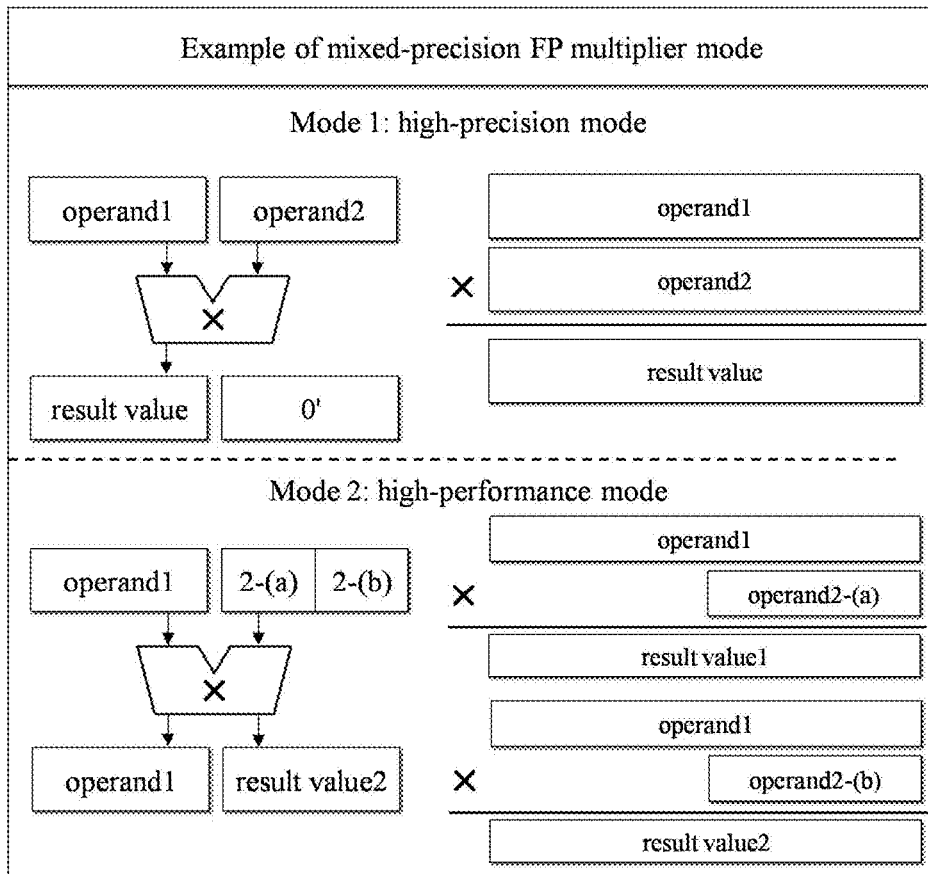 Example of mixed-precision FP multiplier mode
Mode 1: high-precision mode
operand1 operand2
×
result value 0'
operand1
× operand2
result value
Mode 2: high-performance mode
operand1 2-(a) 2-(b)
×
operand1 result value2
operand1
× operand2-(a)
result value1
operand1
× operand2-(b)
result value2